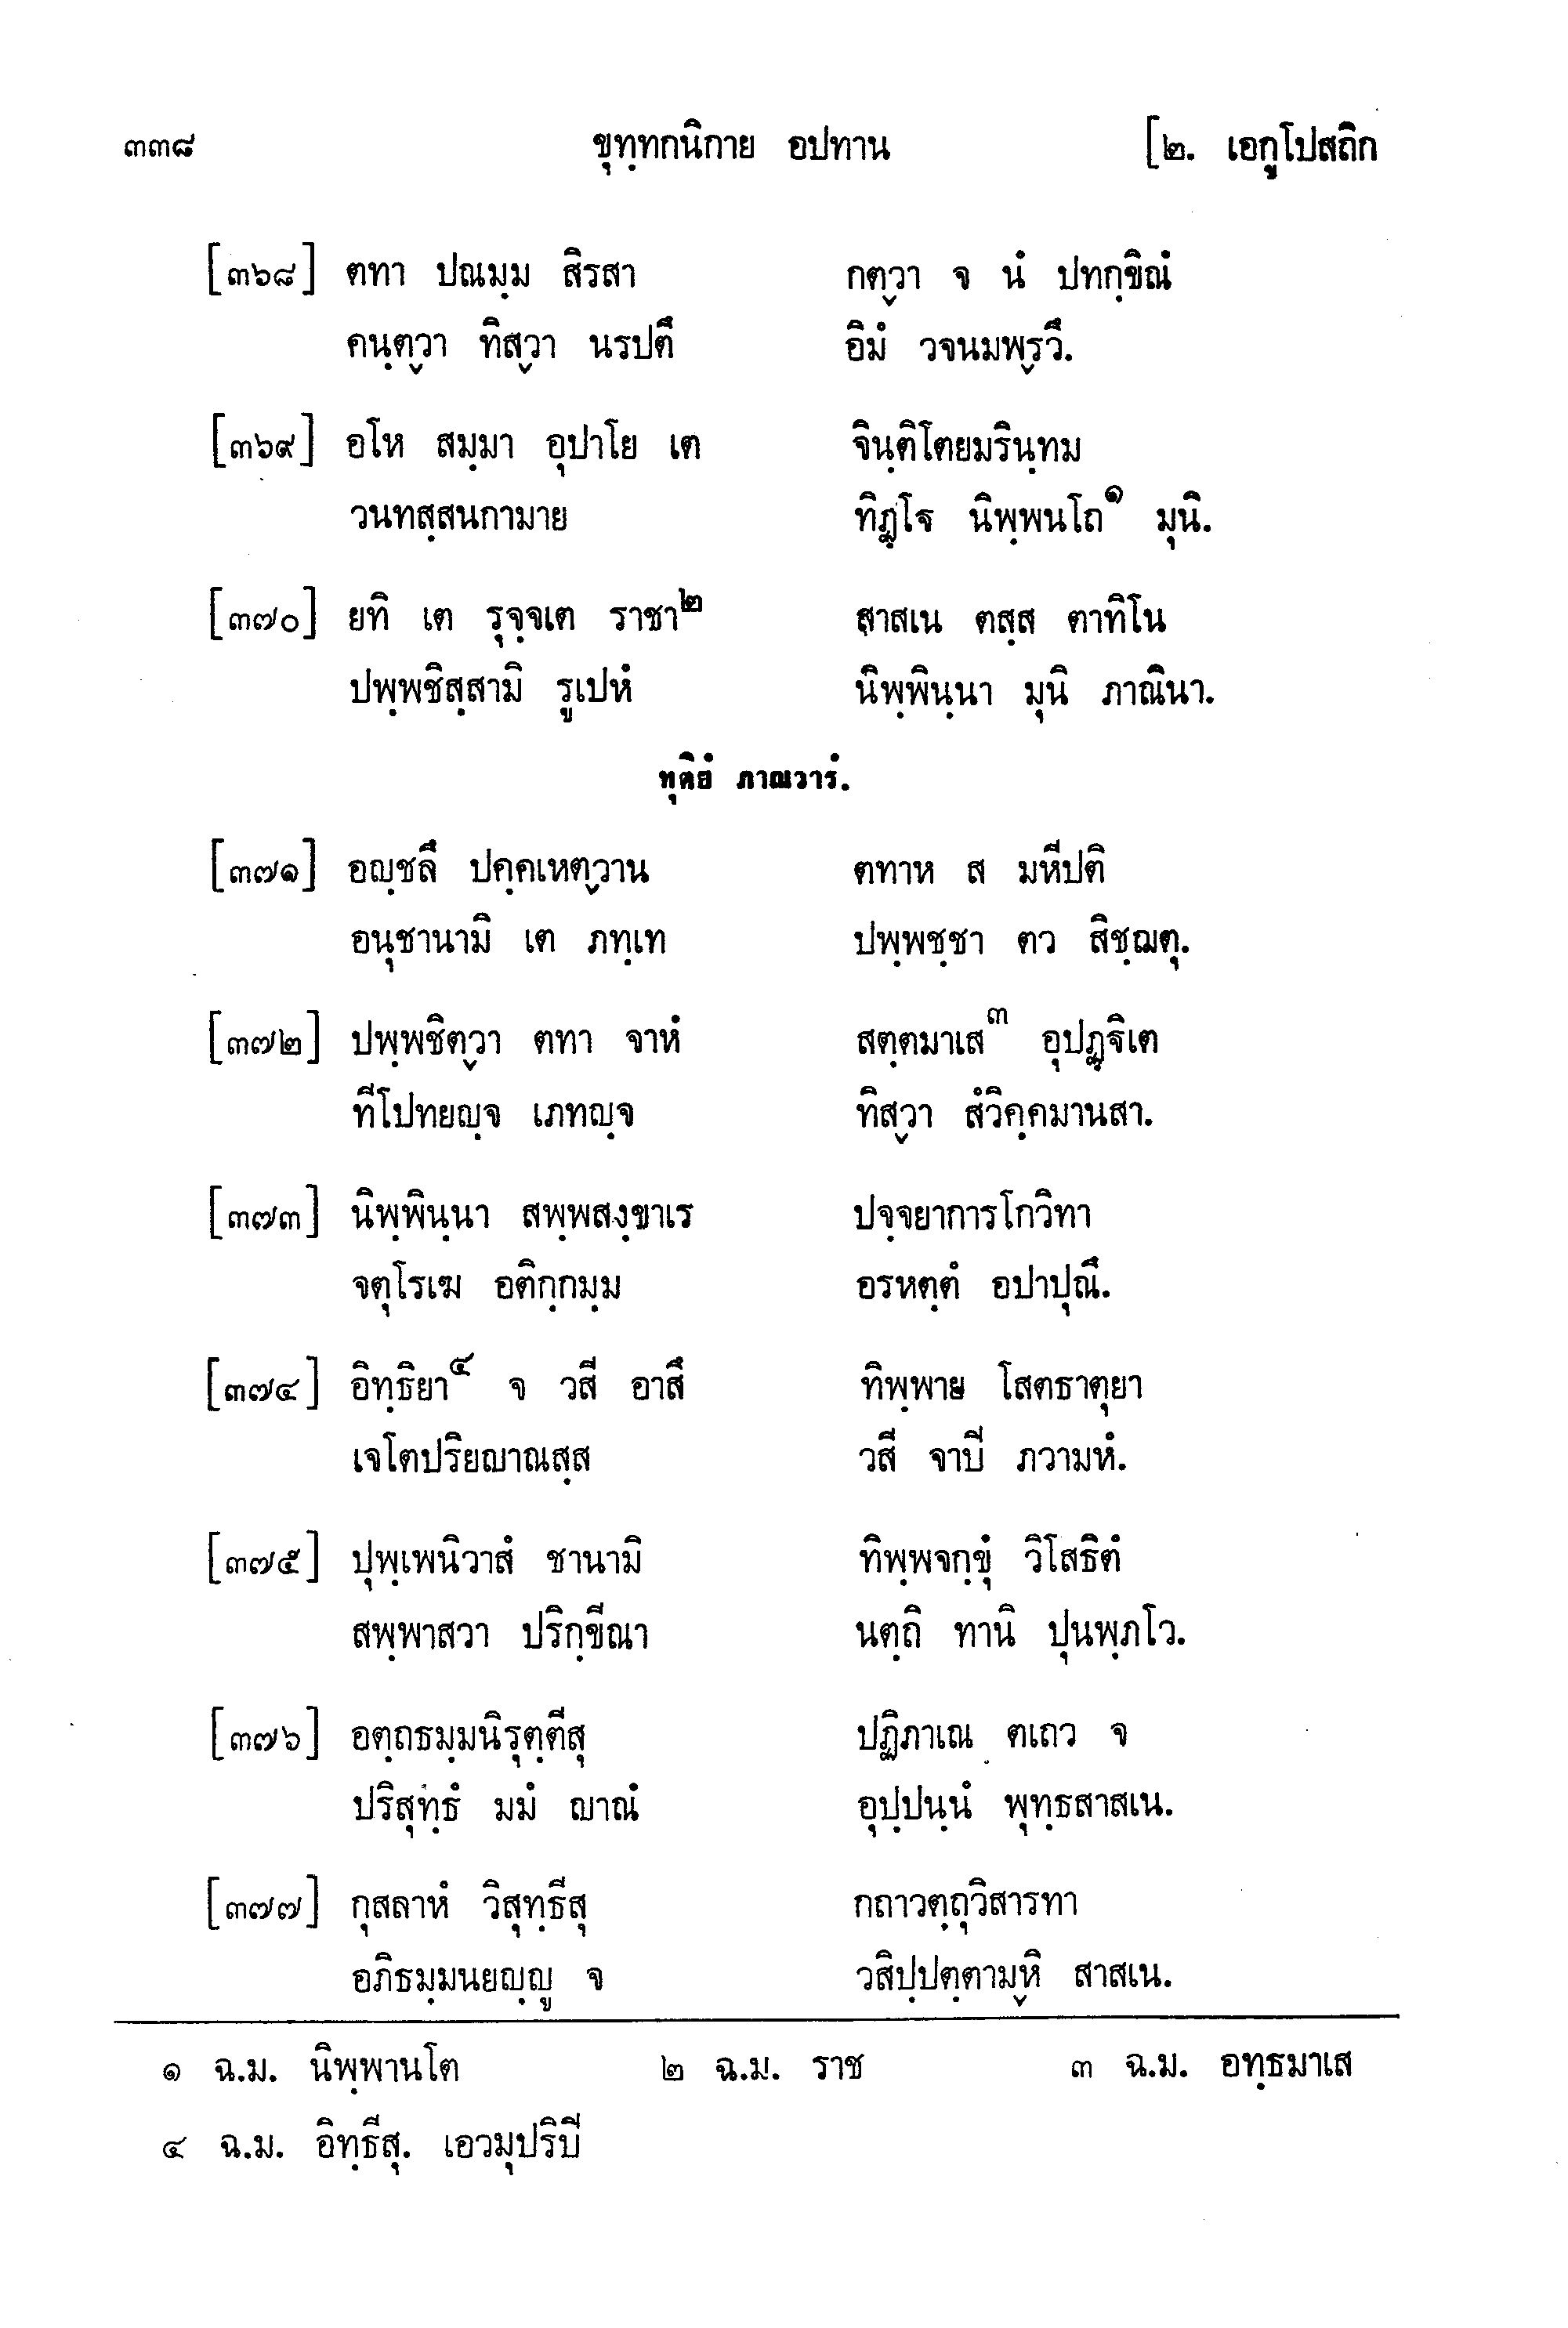 ๓๓๘ ขุทฺทกนิกาย อปทาน [๒. เอกูโปสถิก
[๓๖๘] ตทา ปณมฺม สิรสา กตฺวา จ นํ ปทกฺขิณํ
คนฺตฺวา ทิสฺวา นรปตึ อิมํ วจนมพฺรวึ.
[๓๖๙] อโห สมฺมา อุปาโย เต จินฺติโตยมรินฺทม
วนทสฺสนกามาย ทิฏฺโฐ นิพฺพนโถ๑ มุนิ.
[๓๗๐] ยทิ เต รุจฺจเต ราชา๒ สาสเน ตสฺส ตาทิโน
ปพฺพชิสฺสามิ รูเปหํ นิพฺพินฺนา มุนิ ภาณินา.
ทุติยํ ภาณวารํ.
[๓๗๑] อญฺชลึ ปคฺคเหตฺวาน ตทาห ส มหีปติ
อนุชานามิ เต ภทฺเท ปพฺพชฺชา ตว สิชฺฌตุ.
[๓๗๒] ปพฺพชิตฺวา ตทา จาหํ สตฺตมาเส๓ อุปฏฺฐิเต
ทีโปทยญฺจ เภทญฺจ ทิสฺวา สํวิคฺคมานสา.
[๓๗๓] นิพฺพินฺนา สพฺพสงฺขาเร ปจฺจยาการโกวิทา
จตุโรเฆ อติกฺกมฺม อรหตฺตํ อปาปุณึ.
[๓๗๔] อิทฺธิยา๔ จ วสี อาสึ ทิพฺพาย โสตธาตุยา
เจโตปริยญาณสฺส วสี จาบี ภวามหํ.
[๓๗๕] ปุพฺเพนิวาสํ ชานามิ ทิพฺพจกฺขุํ วิโสธิตํ
สพฺพาสวา ปริกฺขีณา นตฺถิ ทานิ ปุนพฺภโว.
[๓๗๖] อตฺถธมฺมนิรุตฺตีสุ ปฏิภาเณ ตเถว จ
ปริสุทฺธํ มมํ ญาณํ อุปฺปนฺนํ พุทฺธสาสเน.
[๓๗๗] กุสลาหํ วิสุทฺธีสุ กถาวตฺถุวิสารทา
อภิธมฺมนยญฺญู จ วสิปฺปตฺตามฺหิ สาสเน.
๑ ฉ.ม. นิพฺพานโต ๒ ฉ.ม. ราช ๓ ฉ.ม. อทฺธมาเส
๔ ฉ.ม. อิทฺธีสุ. เอวมุปริบี